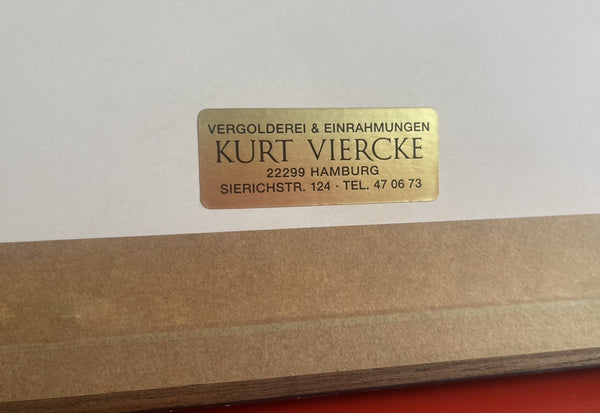 VERGOLDEREI & EINRAHMUNGEN
KURT VIERCKE
22299 HAMBURG
SIERICHSTR. 124 · TEL. 47 06 73